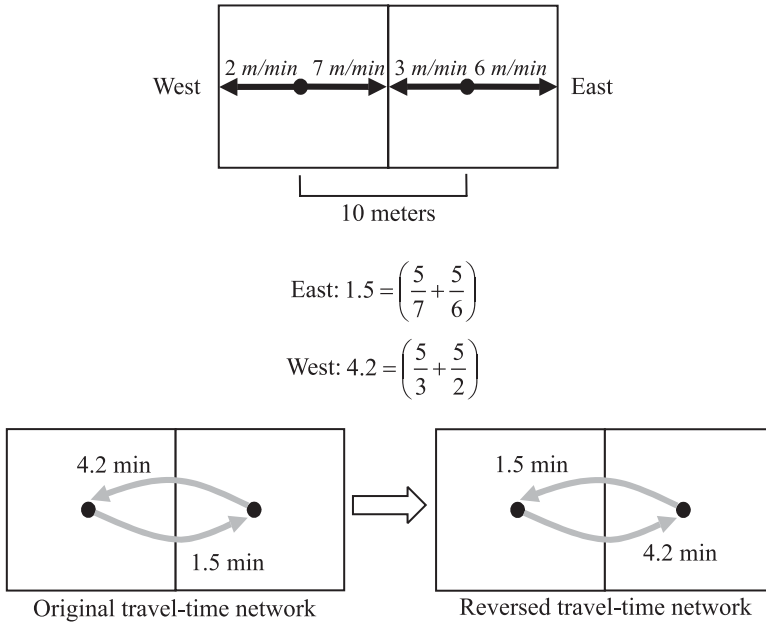 2 m/min 7 m/min 3 m/min 6 m/min
West East
10 meters
East: 1.5 = (5/7 + 5/6)
West: 4.2 = (5/3 + 5/2)
4.2 min 1.5 min
1.5 min 4.2 min
Original travel-time network Reversed travel-time network